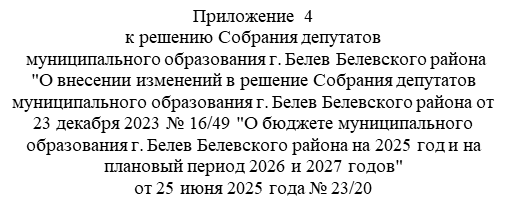 Приложение 4
к решению Собрания депутатов
муниципального образования г. Белев Белевского района
"О внесении изменений в решение Собрания депутатов
муниципального образования г. Белев Белевского района от
23 декабря 2023 № 16/49 "О бюджете муниципального
образования г. Белев Белевского района на 2025 год и на
плановый период 2026 и 2027 годов"
от 25 июня 2025 года № 23/20